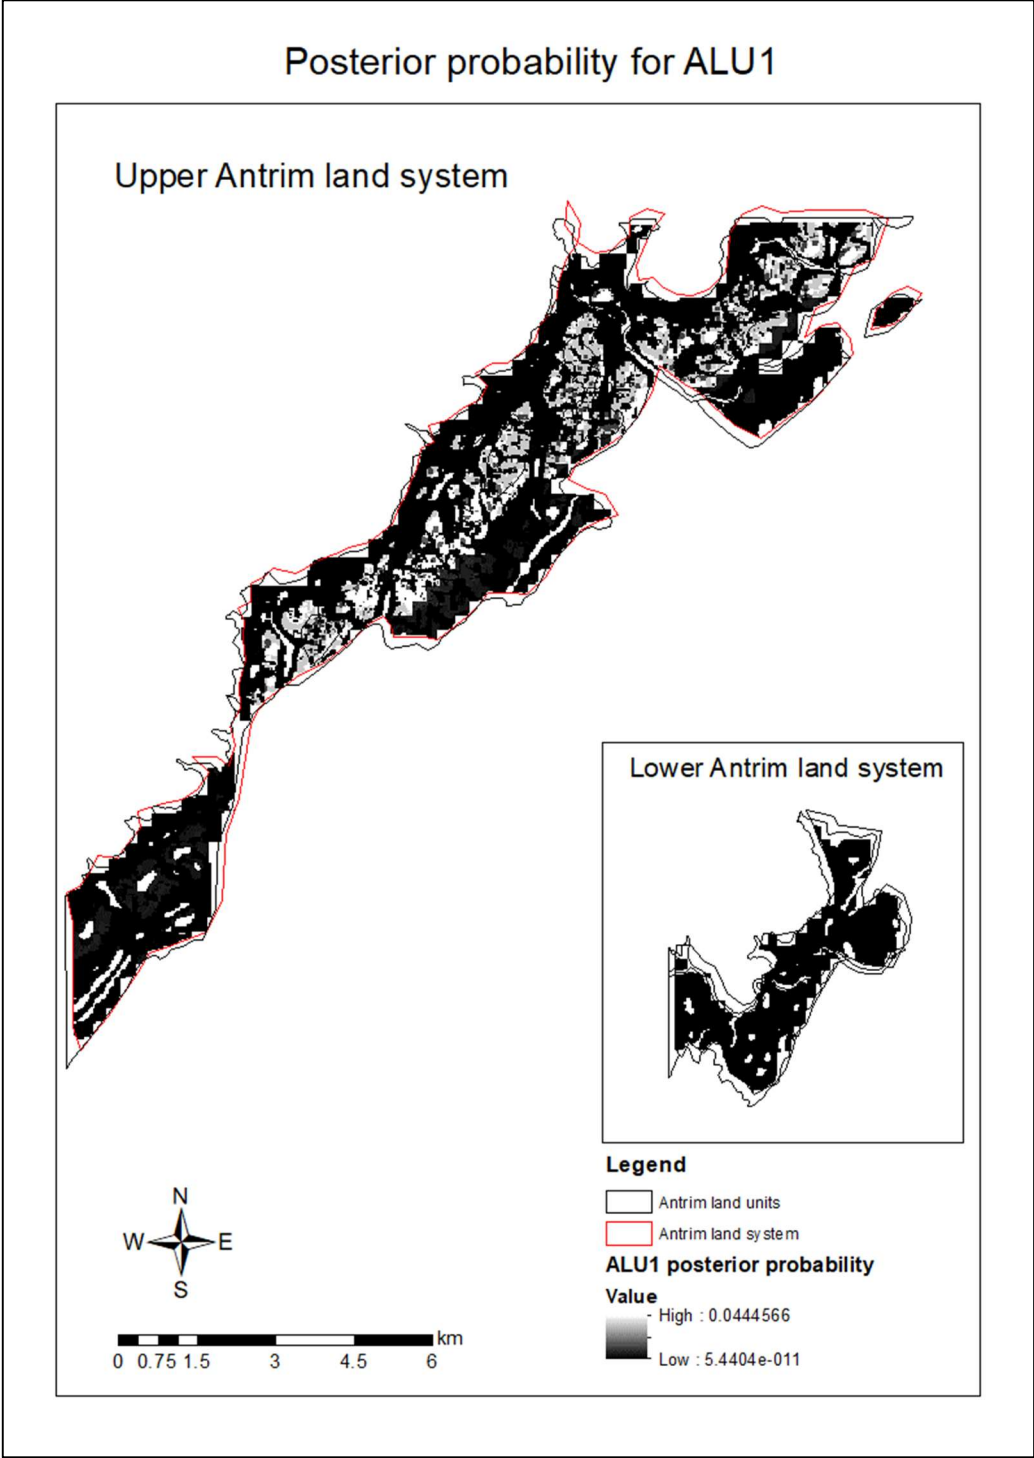 Posterior probability for ALU1
Upper Antrim land system
Lower Antrim land system
Legend
Antrim land units
Antrim land system
ALU1 posterior probability
Value
High : 0.0444566
Low : 5.4404e-011
N
W E
S
km
0 0.75 1.5 3 4.5 6